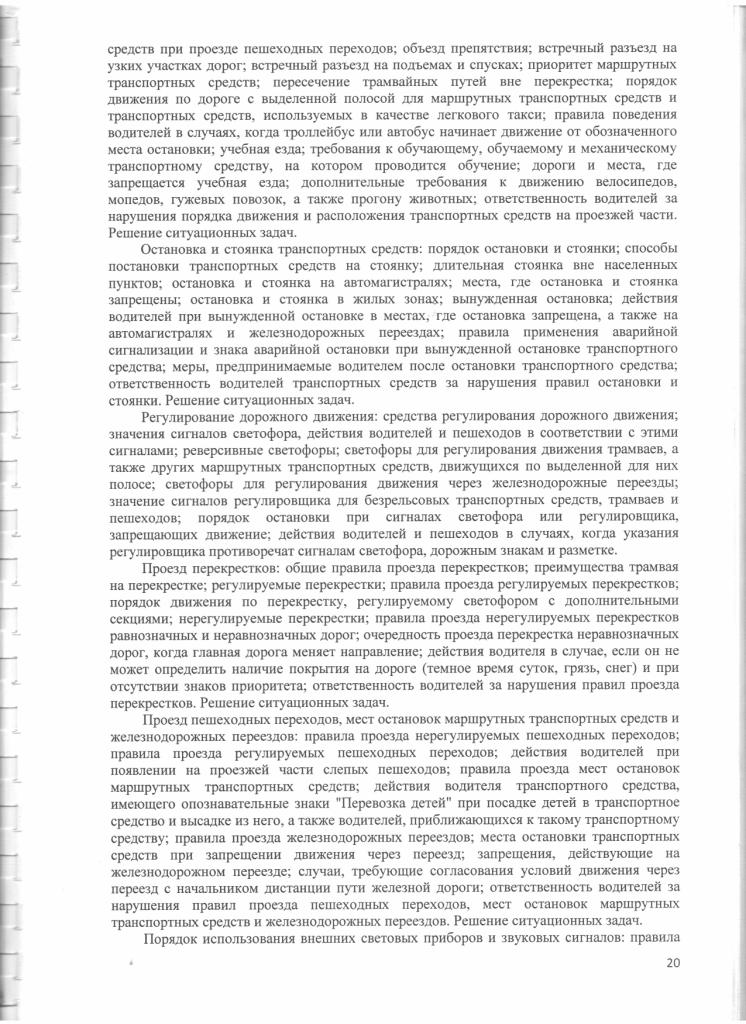 средств при проезде пешеходных переходов; объезд препятствия; встречный разъезд на
узких участках дорог; встречный разъезд на подъемах и спусках; приоритет маршрутных
транспортных средств; пересечение трамвайных путей вне перекрестка; порядок
движения по дороге с выделенной полосой для маршрутных транспортных средств и
транспортных средств, используемых в качестве легкового такси; правила поведения
водителей в случаях, когда троллейбус или автобус начинает движение от обозначенного
места остановки; учебная езда; требования к обучающему, обучаемому и механическому
транспортному средству, на котором проводится обучение; дороги и места, где
запрещается учебная езда; дополнительные требования к движению велосипедов,
мопедов, гужевых повозок, а также прогону животных; ответственность водителей за
нарушения порядка движения и расположения транспортных средств на проезжей части.
Решение ситуационных задач.
Остановка и стоянка транспортных средств: порядок остановки и стоянки; способы
постановки транспортных средств на стоянку; длительная стоянка вне населенных
пунктов; остановка и стоянка на автомагистралях; места, где остановка и стоянка
запрещены; остановка и стоянка в жилых зонах; вынужденная остановка; действия
водителей при вынужденной остановке в местах, где остановка запрещена, а также на
автомагистралях и железнодорожных переездах; правила применения аварийной
сигнализации и знака аварийной остановки при вынужденной остановке транспортного
средства; меры, предпринимаемые водителем после остановки транспортного средства;
ответственность водителей транспортных средств за нарушения правил остановки и
стоянки. Решение ситуационных задач.
Регулирование дорожного движения: средства регулирования дорожного движения;
значения сигналов светофора, действия водителей и пешеходов в соответствии с этими
сигналами; реверсивные светофоры; светофоры для регулирования движения трамваев, а
также других маршрутных транспортных средств, движущихся по выделенной для них
полосе; светофоры для регулирования движения через железнодорожные переезды;
значение сигналов регулировщика для безрельсовых транспортных средств, трамваев и
пешеходов; порядок остановки при сигналах светофора или регулировщика,
запрещающих движение; действия водителей и пешеходов в случаях, когда указания
регулировщика противоречат сигналам светофора, дорожным знакам и разметке.
Проезд перекрестков: общие правила проезда перекрестков; преимущества трамвая
на перекрестке; регулируемые перекрестки; правила проезда регулируемых перекрестков;
порядок движения по перекрестку, регулируемому светофором с дополнительными
секциями; нерегулируемые перекрестки; правила проезда нерегулируемых перекрестков
равнозначных и неравнозначных дорог; очередность проезда перекрестка неравнозначных
дорог, когда главная дорога меняет направление; действия водителя в случае, если он не
может определить наличие покрытия на дороге (темное время суток, грязь, снег) и при
отсутствии знаков приоритета; ответственность водителей за нарушения правил проезда
перекрестков. Решение ситуационных задач.
Проезд пешеходных переходов, мест остановок маршрутных транспортных средств и
железнодорожных переездов: правила проезда нерегулируемых пешеходных переходов;
правила проезда регулируемых пешеходных переходов; действия водителей при
появлении на проезжей части слепых пешеходов; правила проезда мест остановок
маршрутных транспортных средств; действия водителя транспортного средства,
имеющего опознавательные знаки "Перевозка детей" при посадке детей в транспортное
средство и высадке из него, а также водителей, приближающихся к такому транспортному
средству; правила проезда железнодорожных переездов; места остановки транспортных
средств при запрещении движения через переезд; запрещения, действующие на
железнодорожном переезде; случаи, требующие согласования условий движения через
переезд с начальником дистанции пути железной дороги; ответственность водителей за
нарушения правил проезда пешеходных переходов, мест остановок маршрутных
транспортных средств и железнодорожных переездов. Решение ситуационных задач.
Порядок использования внешних световых приборов и звуковых сигналов: правила
20